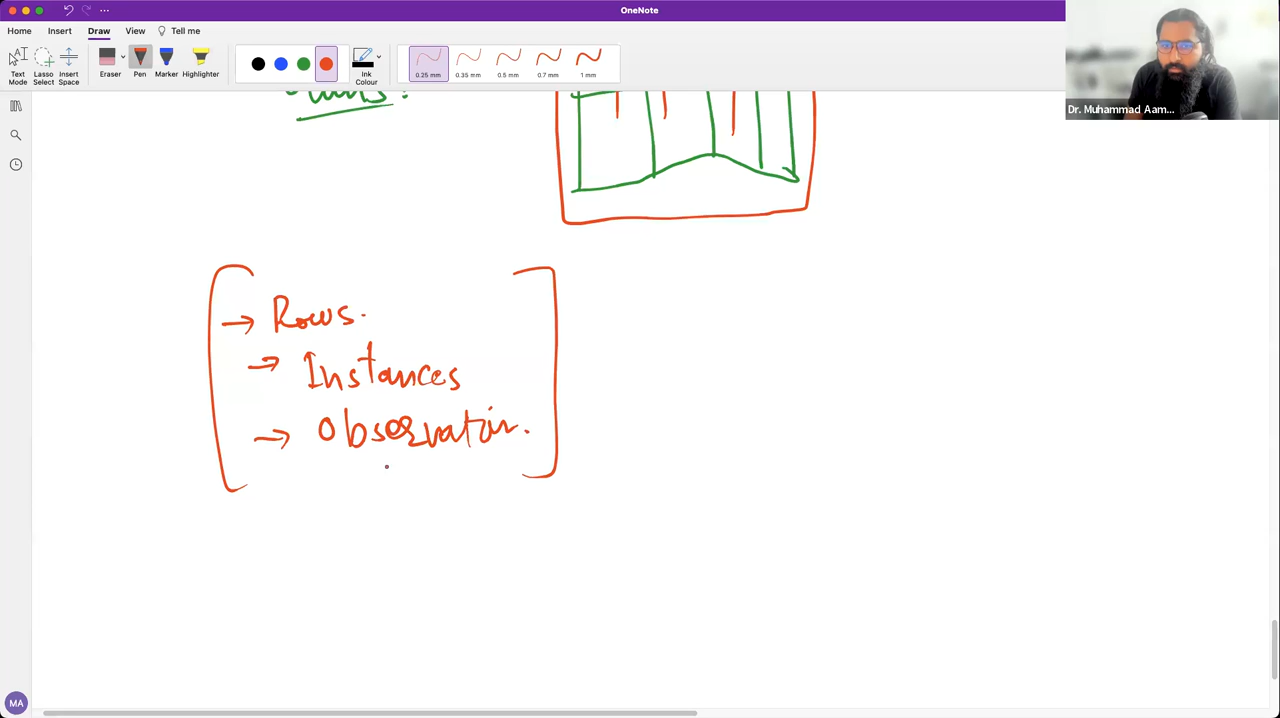 OneNote
Home Insert Draw View Tell me
Text Mode
Lasso Select
Insert Space
Eraser
Pen
Marker
Highlighter
Ink Colour
0.25 mm 0.35 mm 0.5 mm 0.7 mm 1 mm
Dr. Muhammad Aam...
→ Rows.
→ Instances
→ Observation.
MA